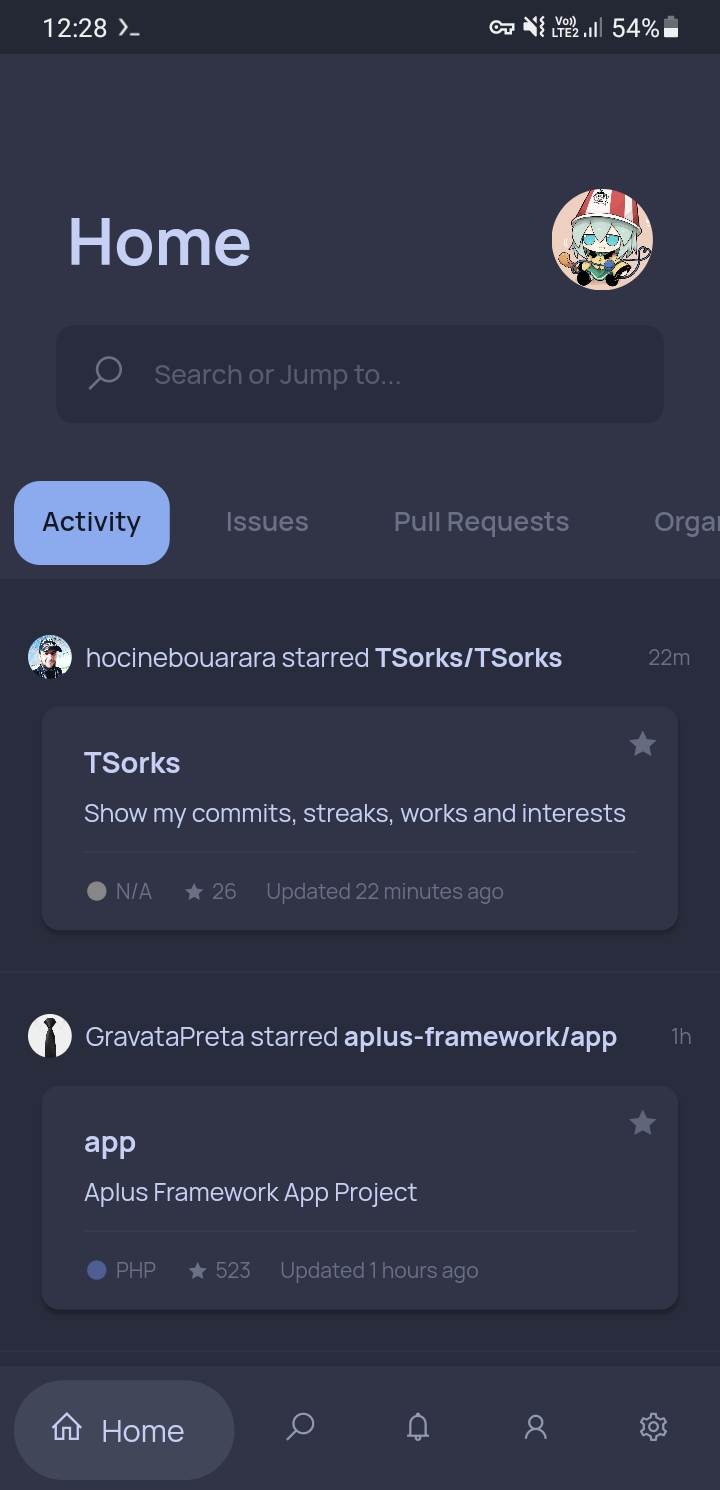 12:28
Vo))
LTE2
54%
Home
Search or Jump to...
Activity
Issues
Pull Requests
Orga
hocinebouarara starred TSorks/TSorks
22m
TSorks
Show my commits, streaks, works and interests
N/A
26
Updated 22 minutes ago
GravataPreta starred aplus-framework/app
1h
app
Aplus Framework App Project
PHP
523
Updated 1 hours ago
Home